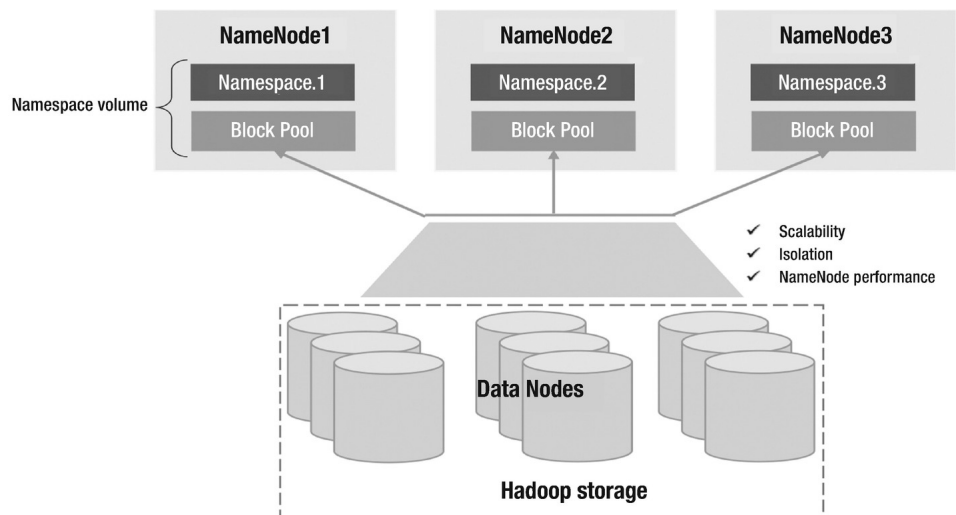 NameNode1
NameNode2
NameNode3
Namespace volume
Namespace.1
Namespace.2
Namespace.3
Block Pool
Block Pool
Block Pool
✓ Scalability
✓ Isolation
✓ NameNode performance
Data Nodes
Hadoop storage